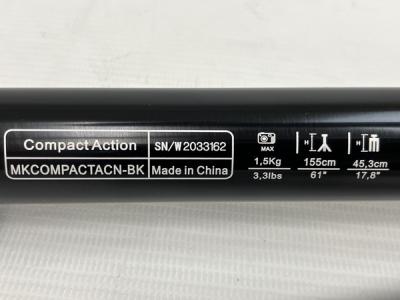 Compact Action
SN/W2033162
MKCOMPACTACN-BK
Made in China
MAX
1,5Kg
3,3lbs
H
155cm
61"
H
45,3cm
17,8"